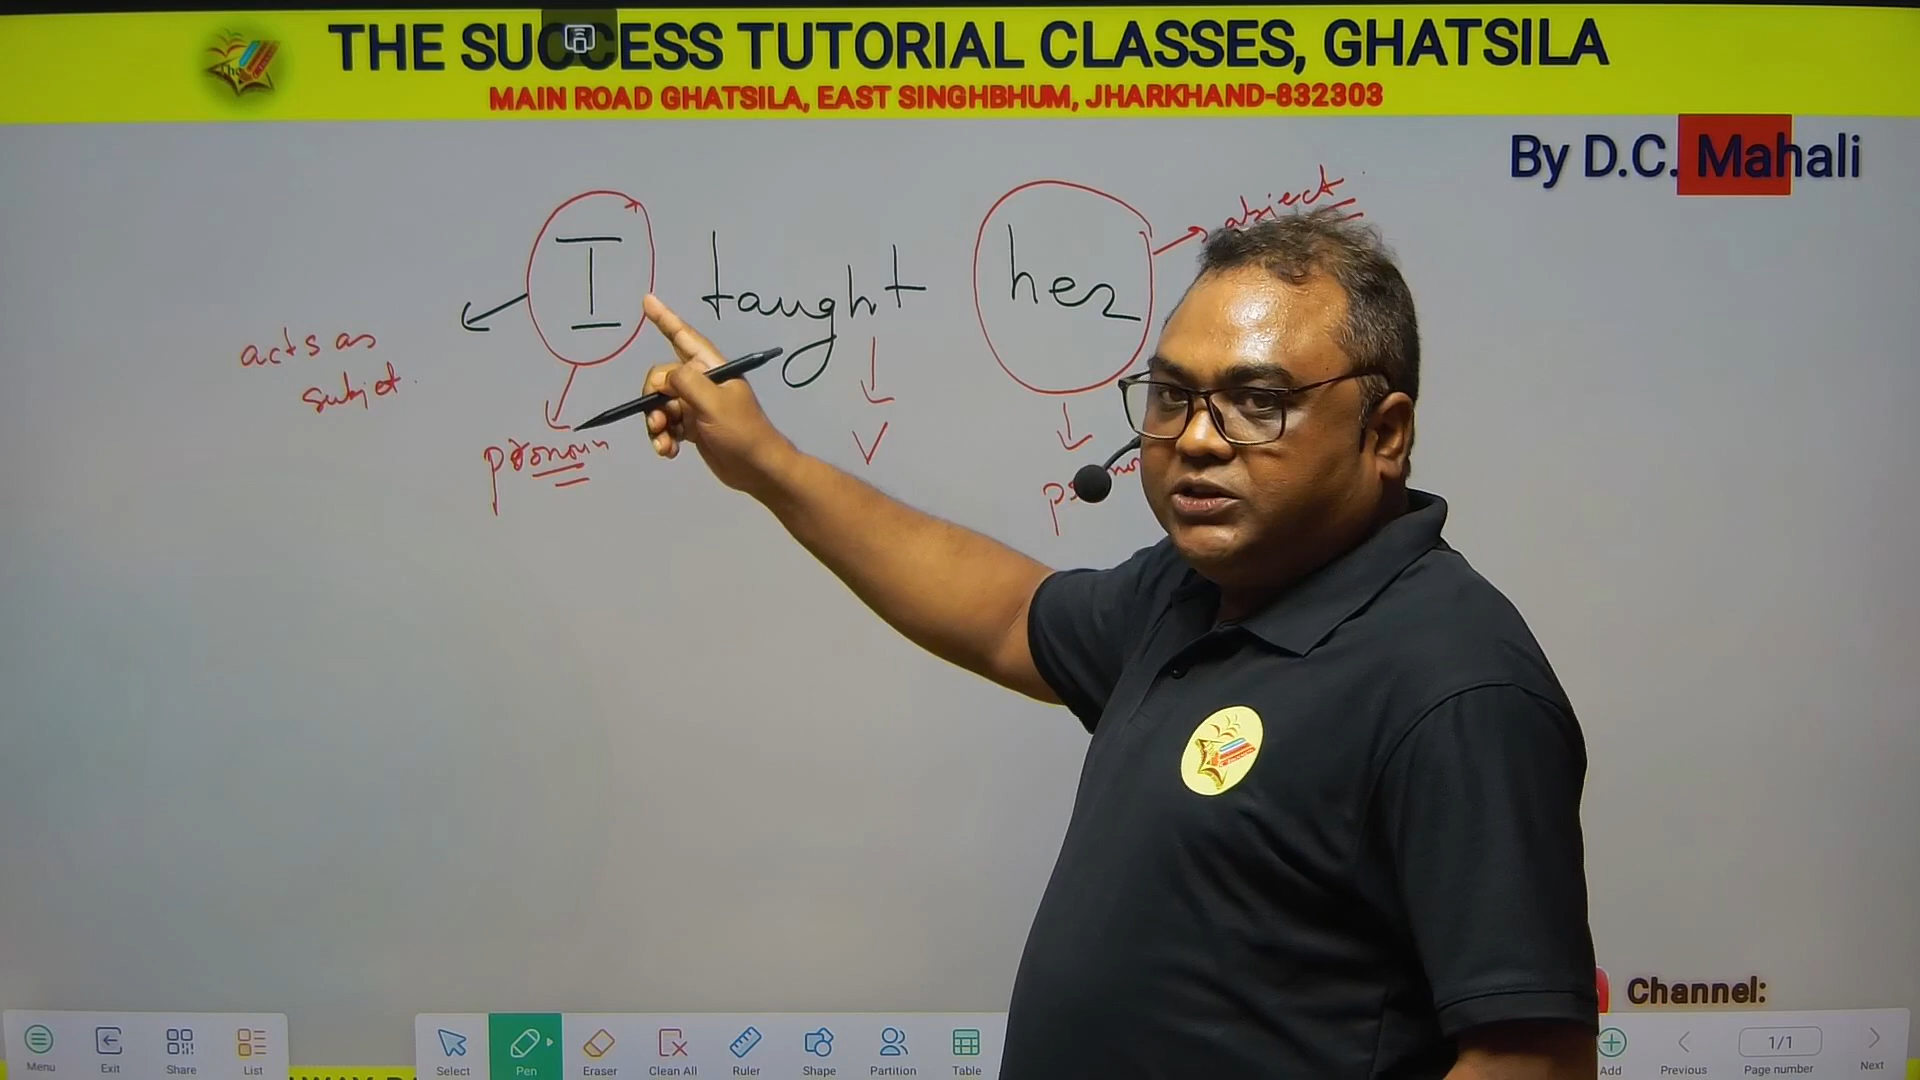 THE SUCCESS TUTORIAL CLASSES, GHATSILA
MAIN ROAD GHATSILA, EAST SINGHBHUM, JHARKHAND-832303
By D.C. Mahali
object
I taught her
acts as
subject.
V
pronoun
Channel:
Menu
Exit
Share
List
Select
Pen
Eraser
Clean All
Ruler
Shape
Partition
Table
Add
Previous
1/1
Page number
Next